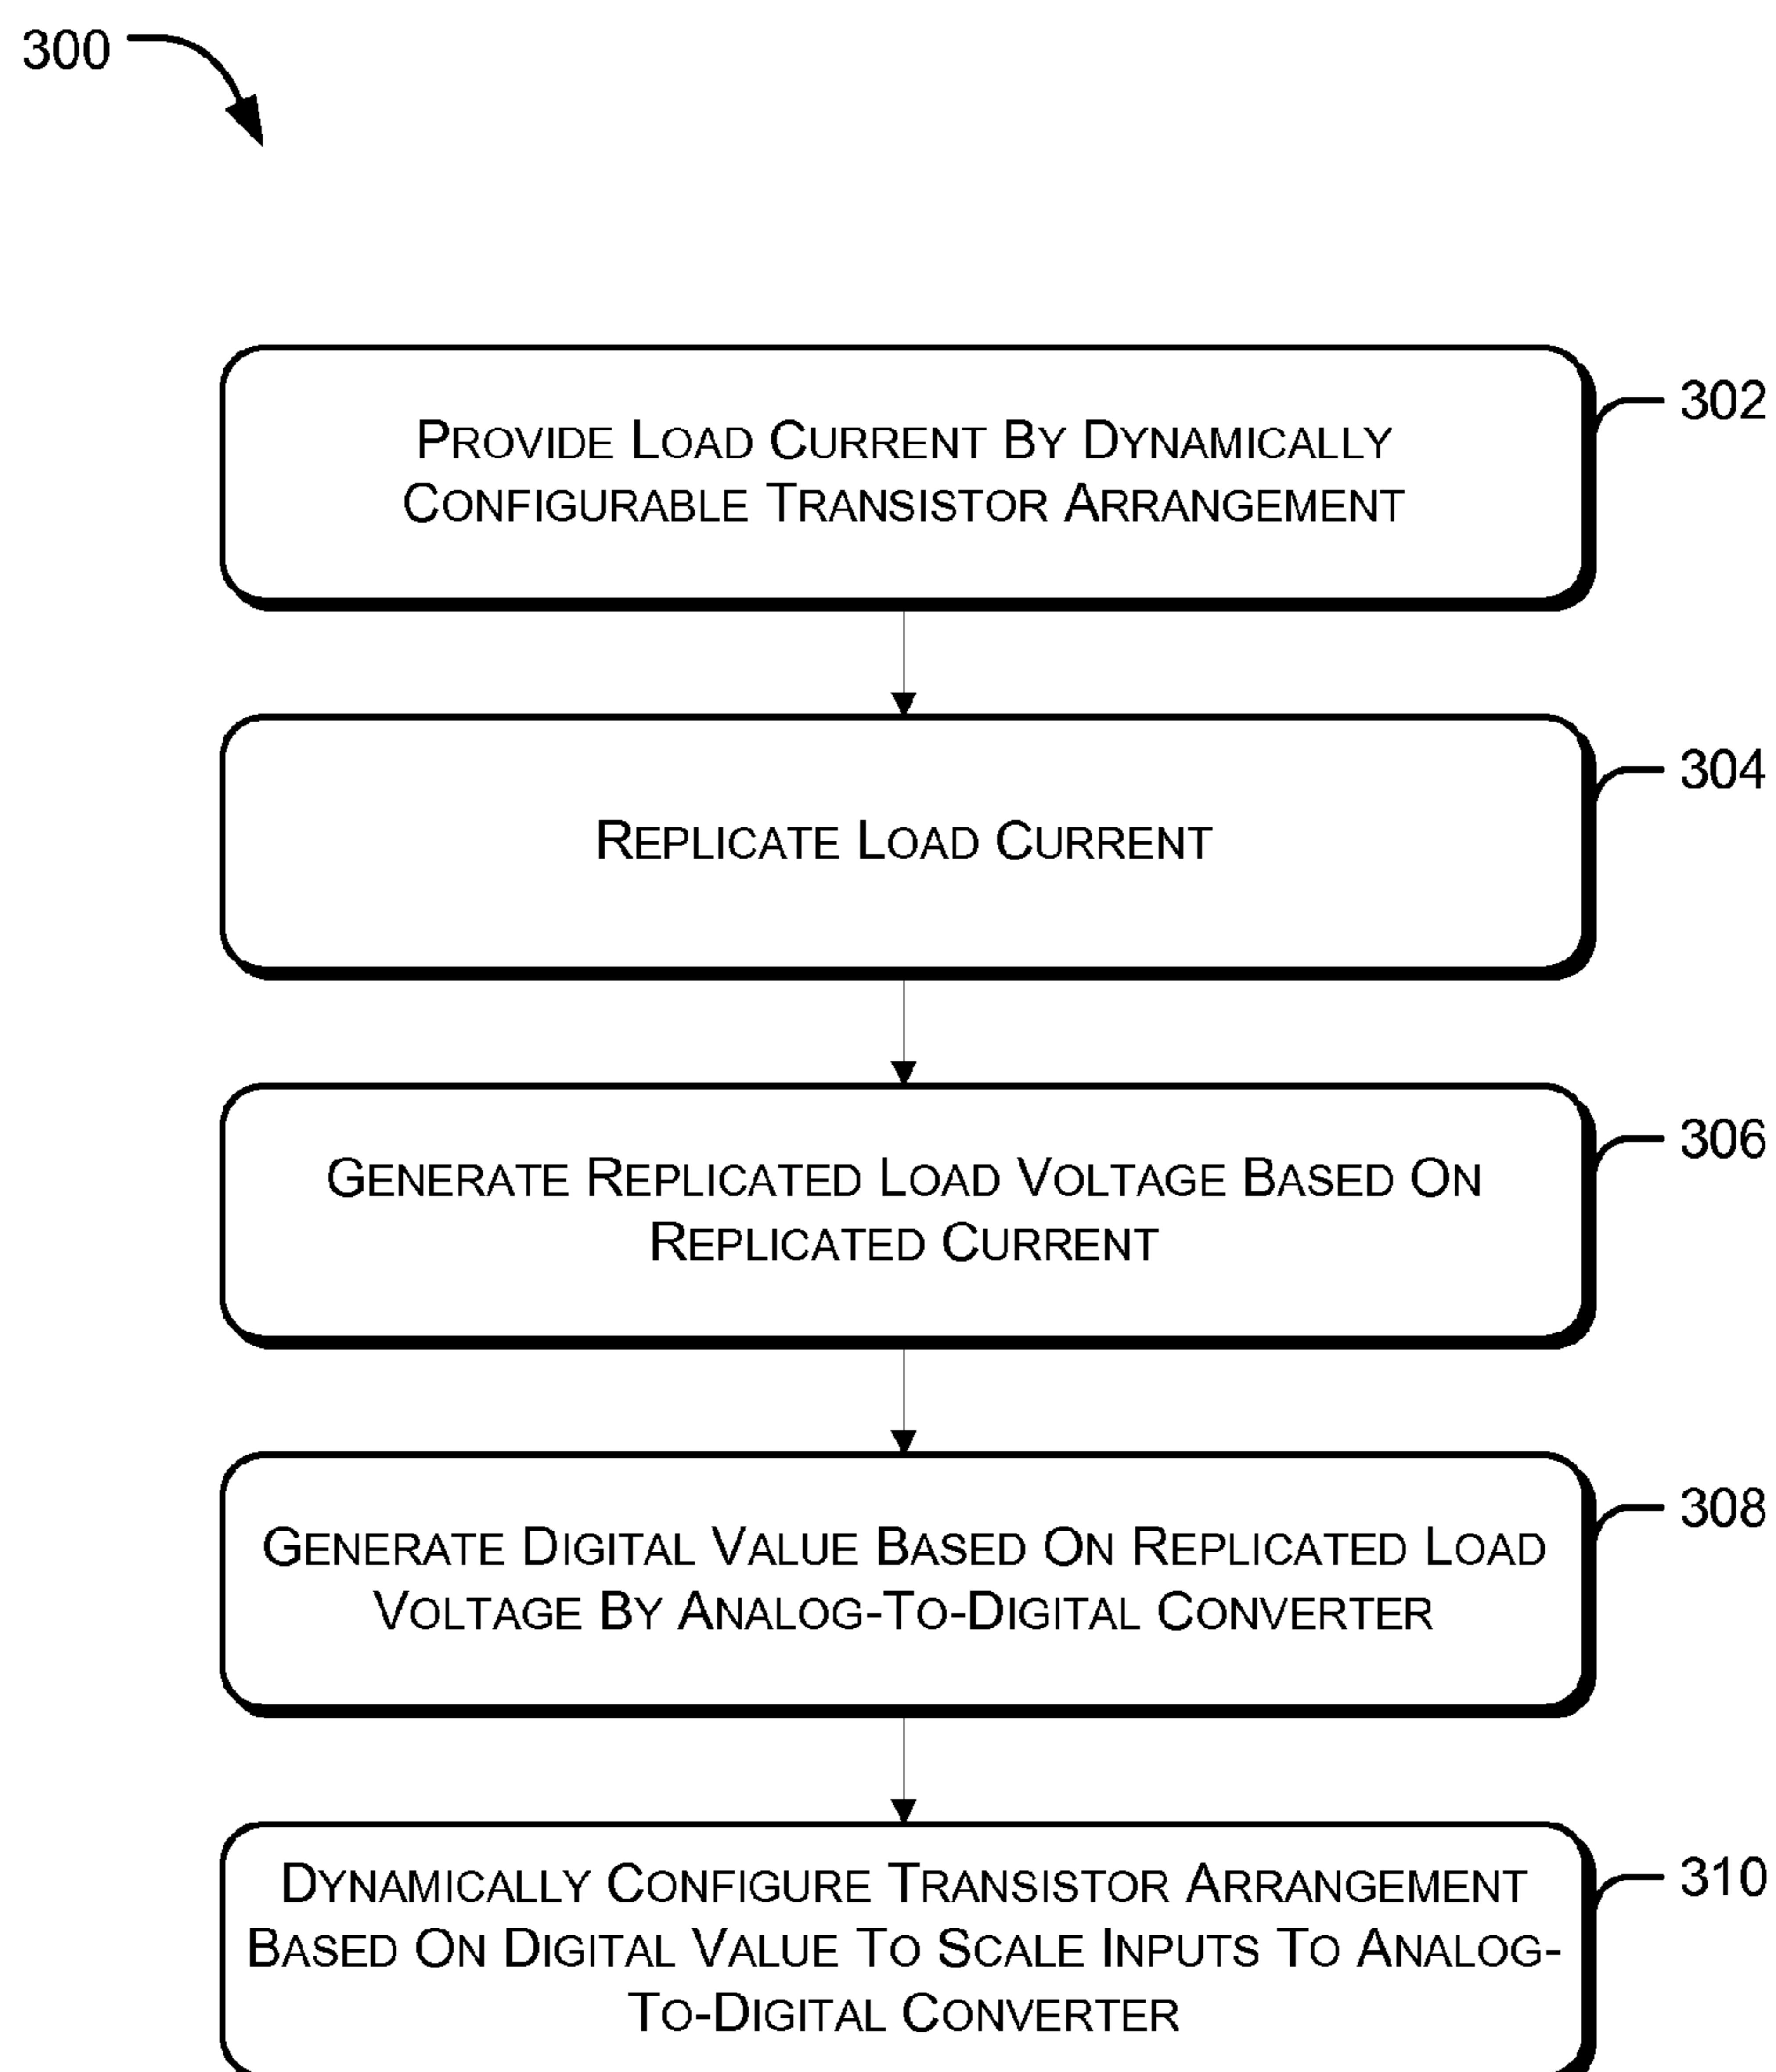 300
Provide Load Current By Dynamically
Configurable Transistor Arrangement
302
Replicate Load Current
304
Generate Replicated Load Voltage Based On
Replicated Current
306
Generate Digital Value Based On Replicated Load
Voltage By Analog-To-Digital Converter
308
Dynamically Configure Transistor Arrangement
Based On Digital Value To Scale Inputs To Analog-
To-Digital Converter
310